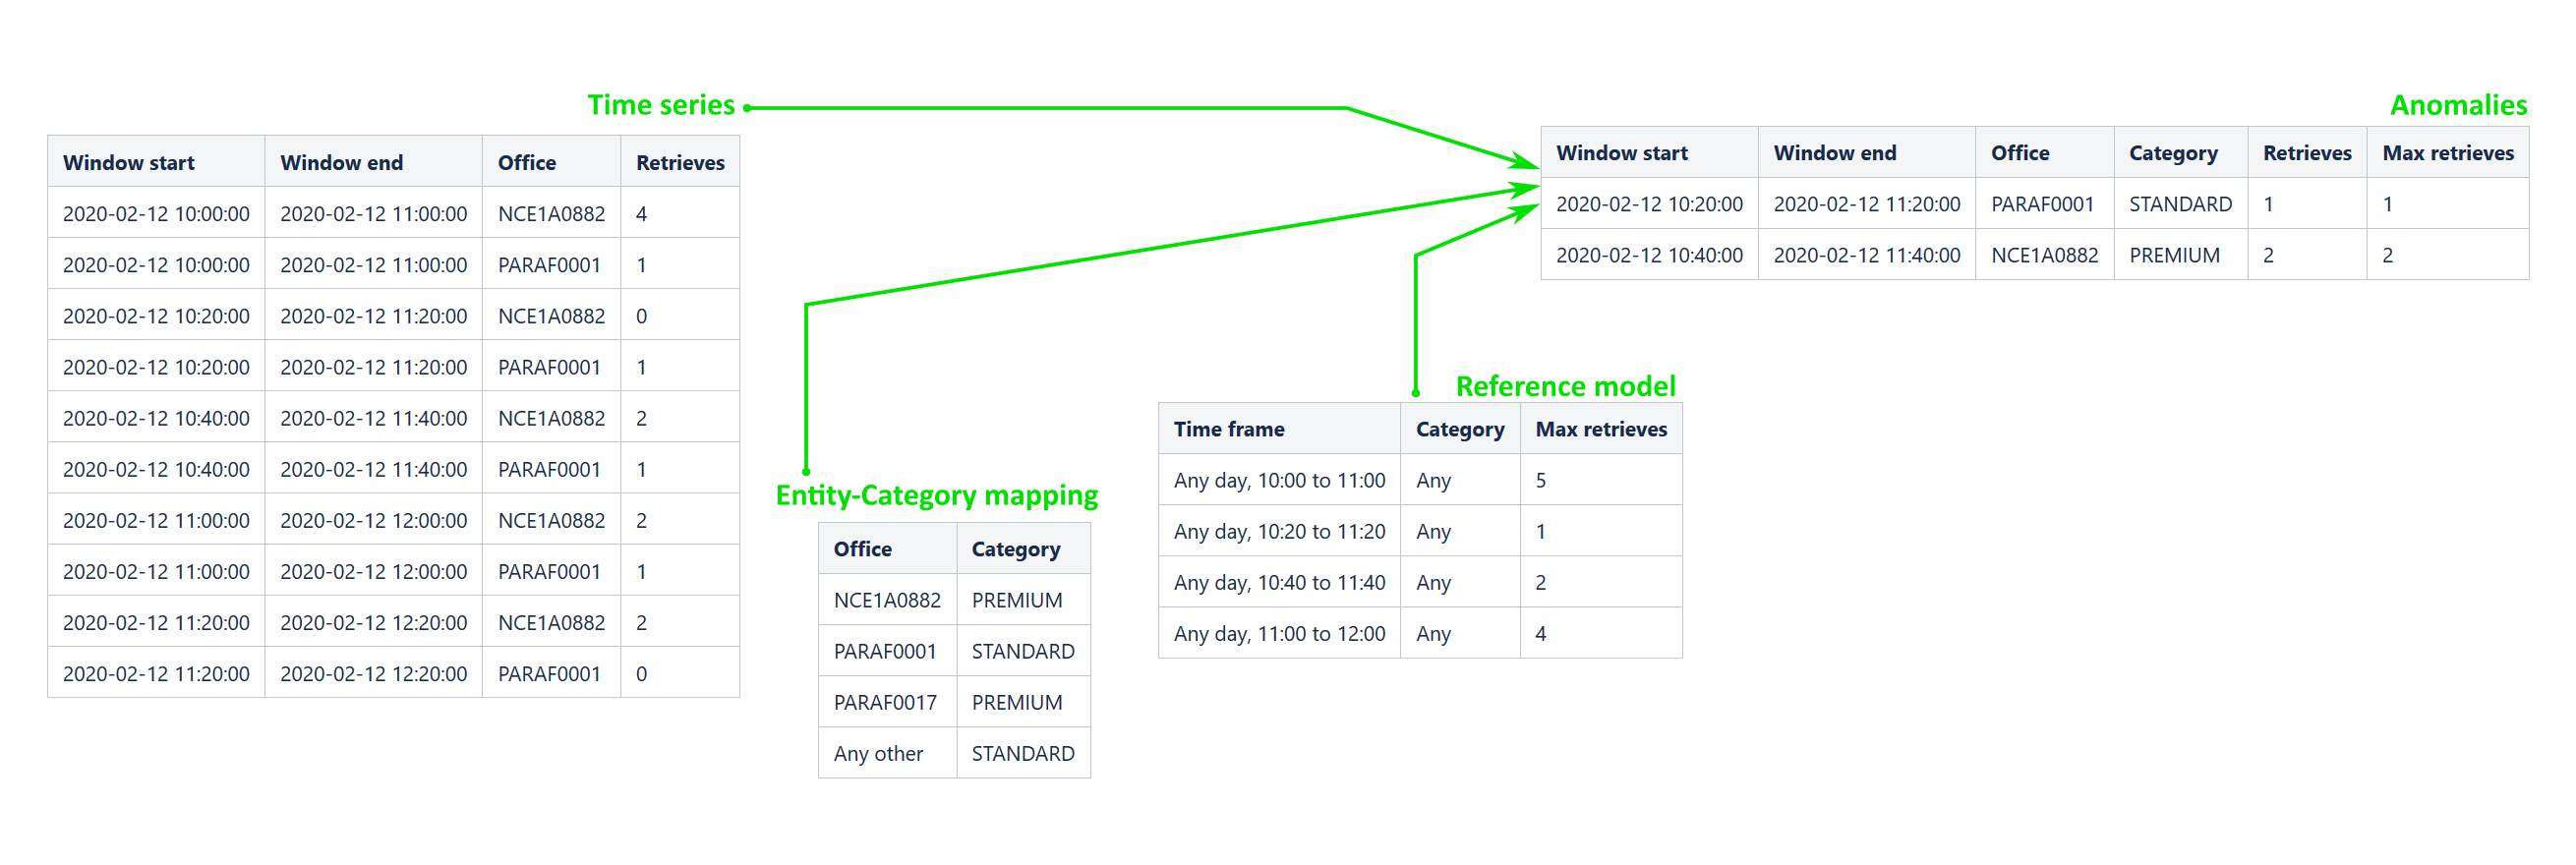 Time series
Window start Window end Office Retrieves
2020-02-12 10:00:00 2020-02-12 11:00:00 NCE1A0882 4
2020-02-12 10:00:00 2020-02-12 11:00:00 PARAF0001 1
2020-02-12 10:20:00 2020-02-12 11:20:00 NCE1A0882 0
2020-02-12 10:20:00 2020-02-12 11:20:00 PARAF0001 1
2020-02-12 10:40:00 2020-02-12 11:40:00 NCE1A0882 2
2020-02-12 10:40:00 2020-02-12 11:40:00 PARAF0001 1
2020-02-12 11:00:00 2020-02-12 12:00:00 NCE1A0882 2
2020-02-12 11:00:00 2020-02-12 12:00:00 PARAF0001 1
2020-02-12 11:20:00 2020-02-12 12:20:00 NCE1A0882 2
2020-02-12 11:20:00 2020-02-12 12:20:00 PARAF0001 0
Entity-Category mapping
Office Category
NCE1A0882 PREMIUM
PARAF0001 STANDARD
PARAF0017 PREMIUM
Any other STANDARD
Reference model
Time frame Category Max retrieves
Any day, 10:00 to 11:00 Any 5
Any day, 10:20 to 11:20 Any 1
Any day, 10:40 to 11:40 Any 2
Any day, 11:00 to 12:00 Any 4
Anomalies
Window start Window end Office Category Retrieves Max retrieves
2020-02-12 10:20:00 2020-02-12 11:20:00 PARAF0001 STANDARD 1 1
2020-02-12 10:40:00 2020-02-12 11:40:00 NCE1A0882 PREMIUM 2 2